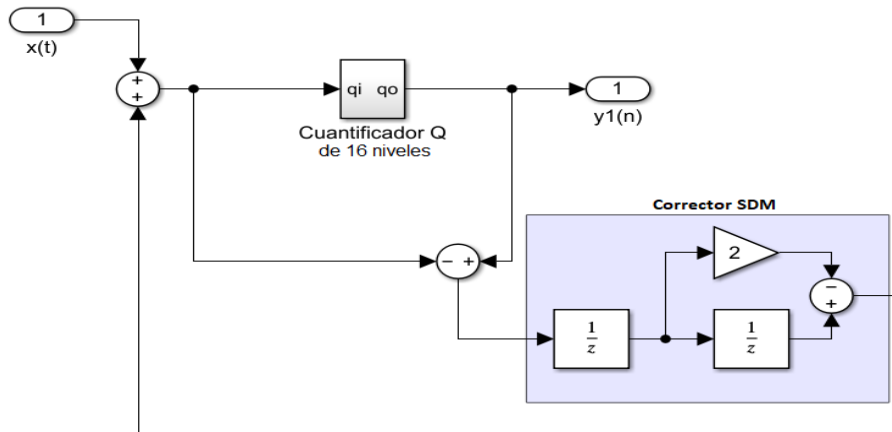 1
x(t)
+
+
qi qo
Cuantificador Q
de 16 niveles
1
y1(n)
Corrector SDM
2
− +
−
+
1
z
1
z